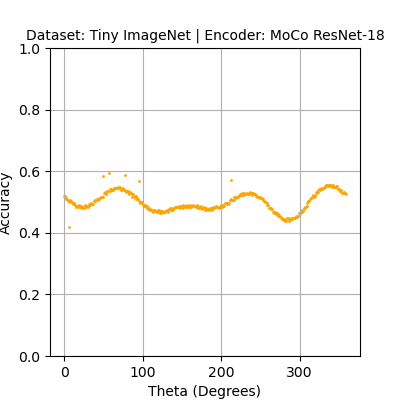 Dataset: Tiny ImageNet | Encoder: MoCo ResNet-18
1.0
0.8
0.6
0.4
0.2
0.0
Accuracy
0 100 200 300
Theta (Degrees)